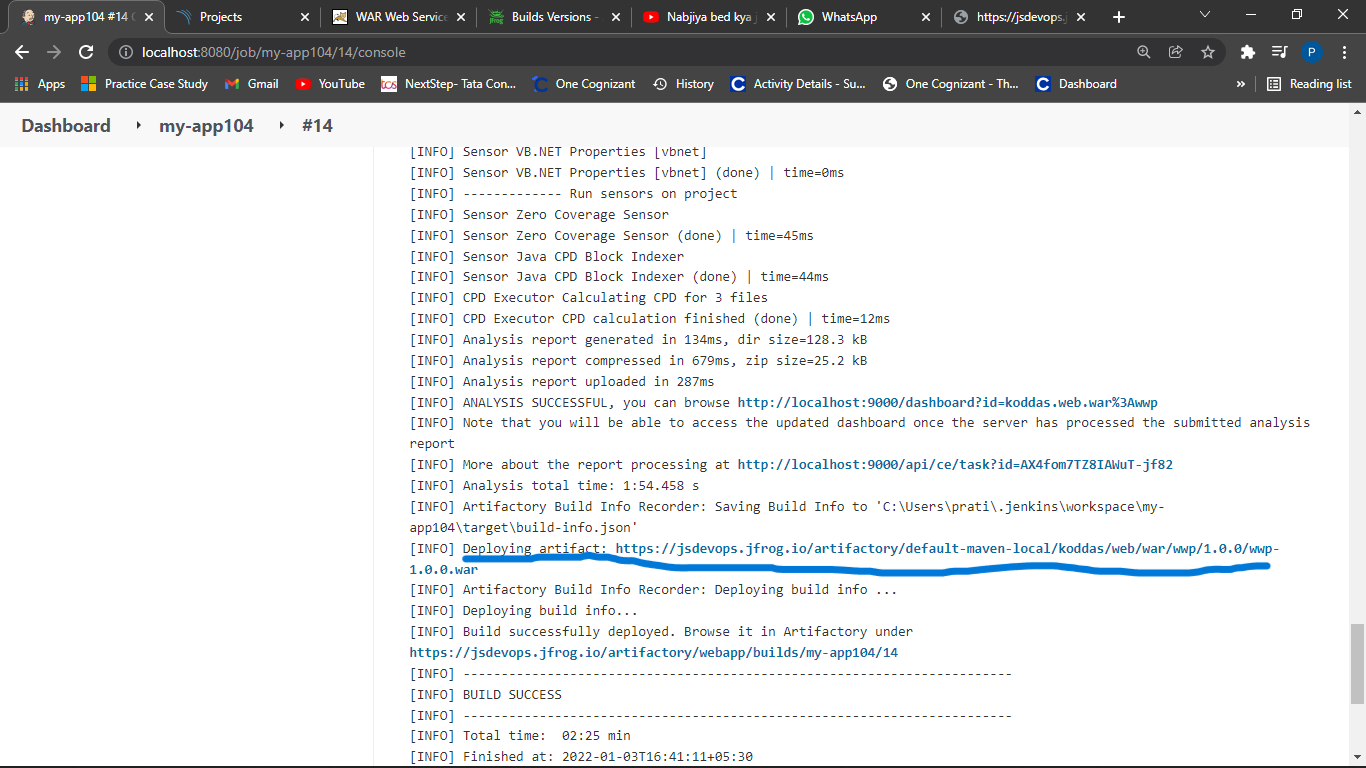 my-app104 #14 C
Projects
WAR Web Servic
Builds Versions -
Nabjiya bed kya j
WhatsApp
https://jsdevops.j
localhost:8080/job/my-app104/14/console
P
Apps
Practice Case Study
Gmail
YouTube
NextStep- Tata Con...
One Cognizant
History
Activity Details - Su...
One Cognizant - Th...
Dashboard
»
Reading list
Dashboard
my-app104
#14
[INFO] Sensor VB.NET Properties [vbnet]
[INFO] Sensor VB.NET Properties [vbnet] (done) | time=0ms
[INFO] ------------- Run sensors on project
[INFO] Sensor Zero Coverage Sensor
[INFO] Sensor Zero Coverage Sensor (done) | time=45ms
[INFO] Sensor Java CPD Block Indexer
[INFO] Sensor Java CPD Block Indexer (done) | time=44ms
[INFO] CPD Executor Calculating CPD for 3 files
[INFO] CPD Executor CPD calculation finished (done) | time=12ms
[INFO] Analysis report generated in 134ms, dir size=128.3 kB
[INFO] Analysis report compressed in 679ms, zip size=25.2 kB
[INFO] Analysis report uploaded in 287ms
[INFO] ANALYSIS SUCCESSFUL, you can browse http://localhost:9000/dashboard?id=koddas.web.war%3Awwp
[INFO] Note that you will be able to access the updated dashboard once the server has processed the submitted analysis
report
[INFO] More about the report processing at http://localhost:9000/api/ce/task?id=AX4fom7TZ8IAWuT-jf82
[INFO] Analysis total time: 1:54.458 s
[INFO] Artifactory Build Info Recorder: Saving Build Info to 'C:\Users\prati\.jenkins\workspace\my-
app104\target\build-info.json'
[INFO] Deploying artifact: https://jsdevops.jfrog.io/artifactory/default-maven-local/koddas/web/war/wwp/1.0.0/wwp-
1.0.0.war
[INFO] Artifactory Build Info Recorder: Deploying build info ...
[INFO] Deploying build info...
[INFO] Build successfully deployed. Browse it in Artifactory under
https://jsdevops.jfrog.io/artifactory/webapp/builds/my-app104/14
[INFO] ------------------------------------------------------------------------
[INFO] BUILD SUCCESS
[INFO] ------------------------------------------------------------------------
[INFO] Total time:  02:25 min
[INFO] Finished at: 2022-01-03T16:41:11+05:30